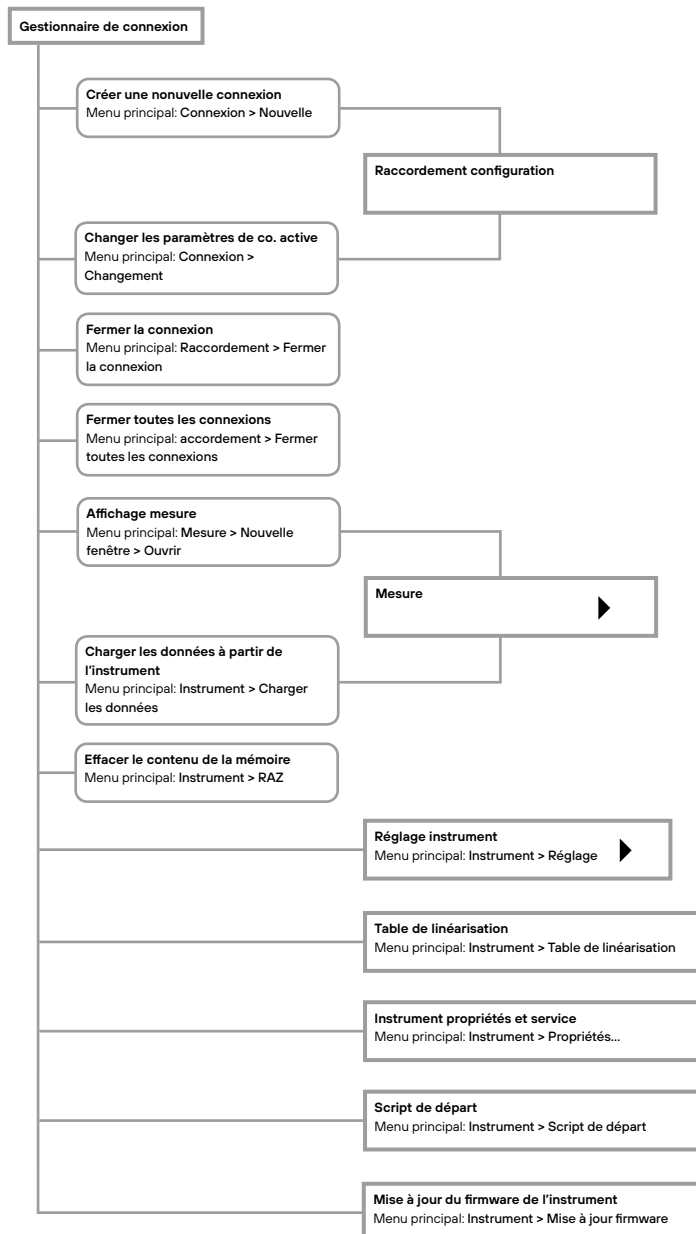 Gestionnaire de connexion
Créer une nonuvelle connexion
Menu principal: Connexion > Nouvelle
Raccordement configuration
Changer les paramètres de co. active
Menu principal: Connexion >
Changement
Fermer la connexion
Menu principal: Raccordement > Fermer
la connexion
Fermer toutes les connexions
Menu principal: accordement > Fermer
toutes les connexions
Affichage mesure
Menu principal: Mesure > Nouvelle
fenêtre > Ouvrir
Mesure
Charger les données à partir de
l'instrument
Menu principal: Instrument > Charger
les données
Effacer le contenu de la mémoire
Menu principal: Instrument > RAZ
Réglage instrument
Menu principal: Instrument > Réglage
Table de linéarisation
Menu principal: Instrument > Table de linéarisation
Instrument propriétés et service
Menu principal: Instrument > Propriétés...
Script de départ
Menu principal: Instrument > Script de départ
Mise à jour du firmware de l'instrument
Menu principal: Instrument > Mise à jour firmware